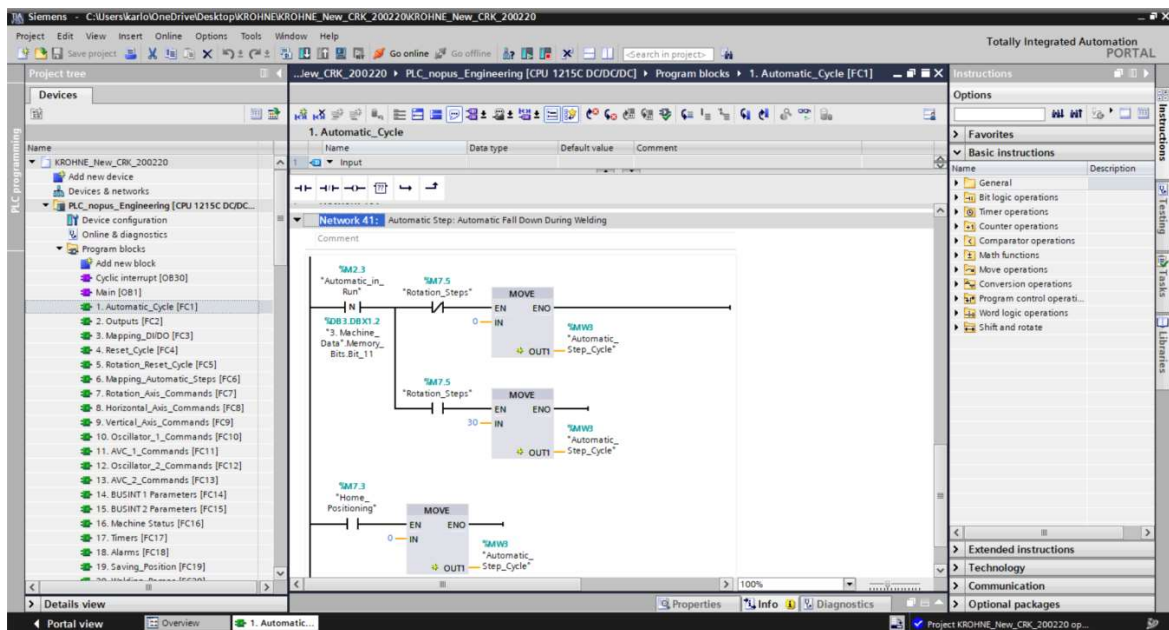 Siemens - C:\Users\karlo\OneDrive\Desktop\KROHNE\KROHNE_New_CRK_200220\KROHNE_New_CRK_200220
Project Edit View Insert Online Options Tools Window Help
Totally Integrated Automation
PORTAL
Save project Go online Go offline <Search in project>
Project tree
...ew_CRK_200220 PLC_nopus_Engineering [CPU 1215C DC/DC/DC] Program blocks 1. Automatic_Cycle [FC1]
Instructions
Devices
Options
PLC programming
1. Automatic_Cycle
Name Data type Default value Comment
1 Input
Name
KROHNE_New_CRK_200220
Add new device
Devices & networks
PLC_nopus_Engineering [CPU 1215C DC/DC...
Device configuration
Online & diagnostics
Program blocks
Add new block
Cyclic interrupt [OB30]
Main [OB1]
1. Automatic_Cycle [FC1]
2. Outputs [FC2]
3. Mapping_DI/DO [FC3]
4. Reset_Cycle [FC4]
5. Rotation_Reset_Cycle [FC5]
6. Mapping_Automatic_Steps [FC6]
7. Rotation_Axis_Commands [FC7]
8. Horizontal_Axis_Commands [FC8]
9. Vertical_Axis_Commands [FC9]
10. Oscillator_1_Commands [FC10]
11. AVC_1_Commands [FC11]
12. Oscillator_2_Commands [FC12]
13. AVC_2_Commands [FC13]
14. BUSINT 1 Parameters [FC14]
15. BUSINT 2 Parameters [FC15]
16. Machine Status [FC16]
17. Timers [FC17]
18. Alarms [FC18]
19. Saving_Position [FC19]
Network 41: Automatic Step: Automatic Fall Down During Welding
Comment
%M2.3
"Automatic_in_
Run"
N
%DB3.DBX1.2
"3. Machine_
Data".Memory_
Bits.Bit_11
%M7.5
"Rotation_Steps"
MOVE
EN ENO
0 IN
%MW3
"Automatic_
OUT1 Step_Cycle"
%M7.5
"Rotation_Steps"
MOVE
EN ENO
30 IN
%MW3
"Automatic_
OUT1 Step_Cycle"
%M7.3
"Home_
Positioning"
MOVE
EN ENO
0 IN
%MW3
"Automatic_
OUT1 Step_Cycle"
100%
Properties Info Diagnostics
Favorites
Basic instructions
Name Description
General
Bit logic operations
Timer operations
Counter operations
Comparator operations
Math functions
Move operations
Conversion operations
Program control operati...
Word logic operations
Shift and rotate
Extended instructions
Technology
Communication
Optional packages
Instructions
Testing
Tasks
Libraries
Details view
Portal view Overview 1. Automatic... Project KROHNE_New_CRK_200220 op...